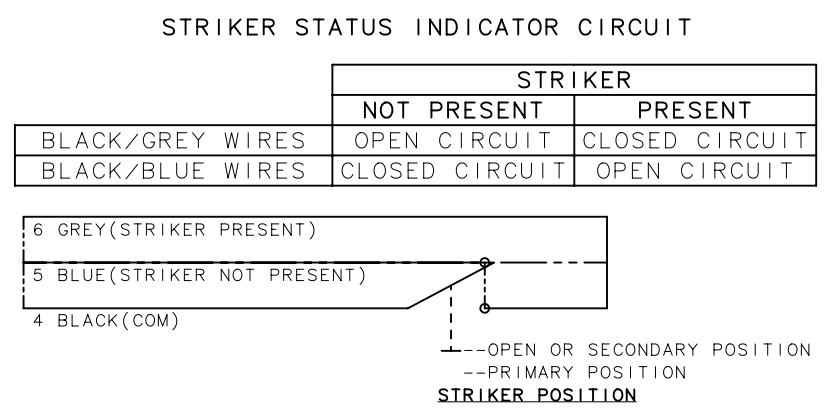 STRIKER STATUS INDICATOR CIRCUIT
STRIKER
NOT PRESENT PRESENT
BLACK/GREY WIRES OPEN CIRCUIT CLOSED CIRCUIT
BLACK/BLUE WIRES CLOSED CIRCUIT OPEN CIRCUIT
6 GREY(STRIKER PRESENT)
5 BLUE(STRIKER NOT PRESENT)
4 BLACK(COM)
--OPEN OR SECONDARY POSITION
--PRIMARY POSITION
STRIKER POSITION